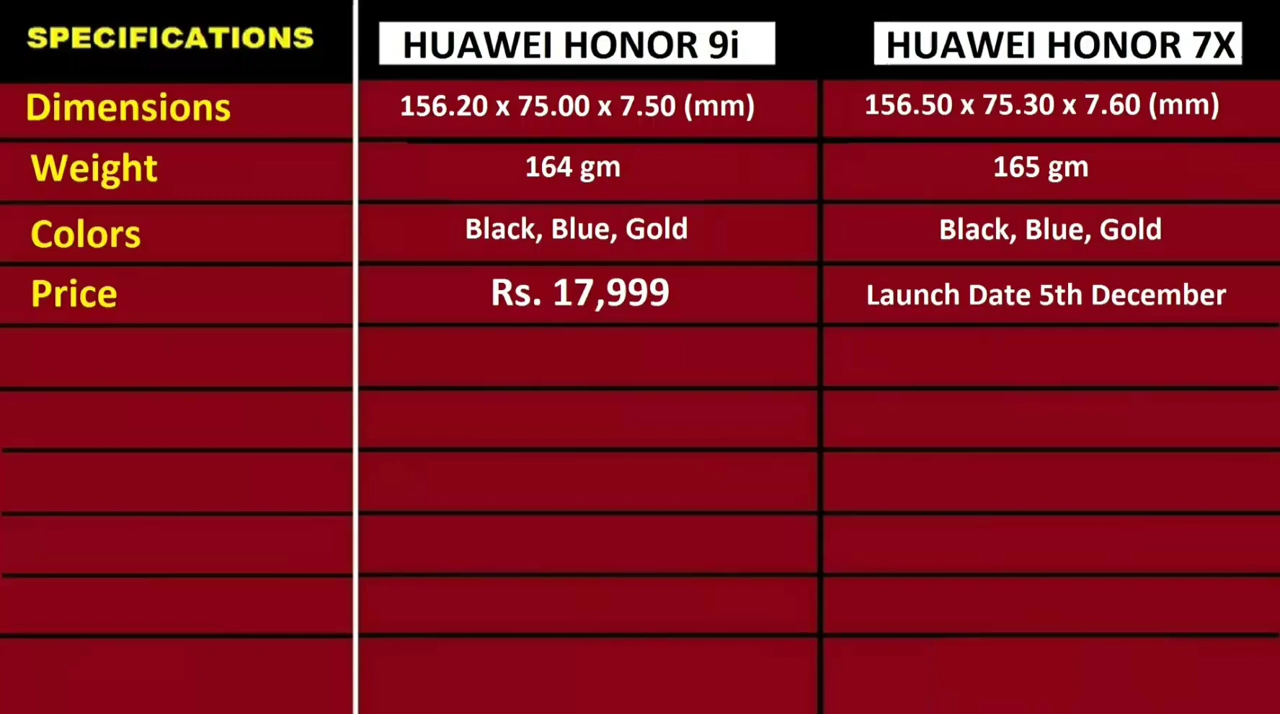 SPECIFICATIONS HUAWEI HONOR 9i HUAWEI HONOR 7X
Dimensions 156.20 x 75.00 x 7.50 (mm) 156.50 x 75.30 x 7.60 (mm)
Weight 164 gm 165 gm
Colors Black, Blue, Gold Black, Blue, Gold
Price Rs. 17,999 Launch Date 5th December